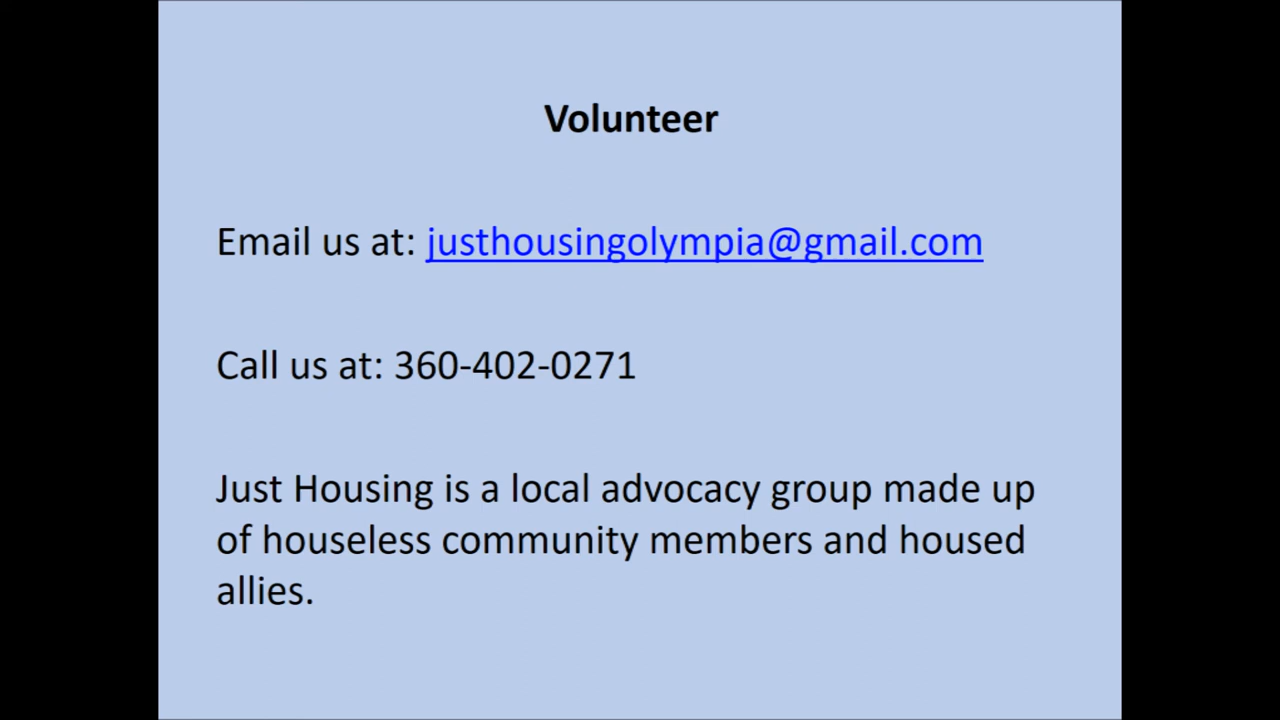 Volunteer
Email us at: justhousingolympia@gmail.com
Call us at: 360-402-0271
Just Housing is a local advocacy group made up
of houseless community members and housed
allies.